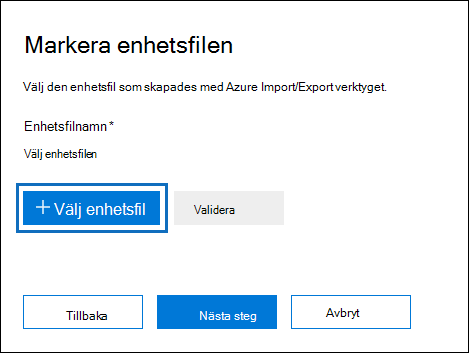 Markera enhetsfilen
Välj den enhetsfil som skapades med Azure Import/Export verktyget.
Enhetsfilnamn *
Välj enhetsfilen
+ Välj enhetsfil
Validera
Tillbaka
Nästa steg
Avbryt